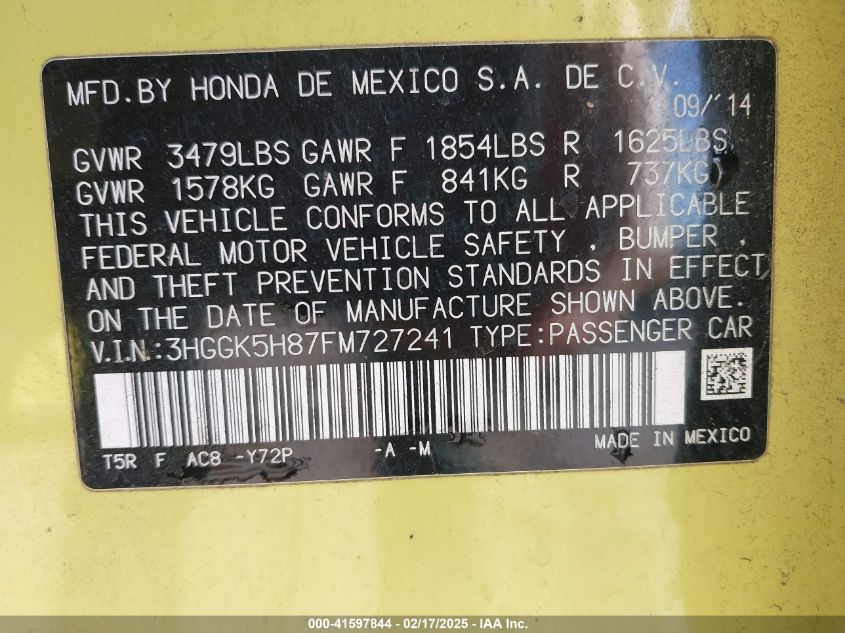 MFD.BY HONDA DE MEXICO S.A. DE C.V.
09/'14
GVWR 3479LBS GAWR F 1854LBS R 1625LBS
GVWR 1578KG GAWR F 841KG R 737KG)
THIS VEHICLE CONFORMS TO ALL APPLICABLE
FEDERAL MOTOR VEHICLE SAFETY , BUMPER ,
AND THEFT PREVENTION STANDARDS IN EFFECT
ON THE DATE OF MANUFACTURE SHOWN ABOVE.
V.I.N:3HGGK5H87FM727241 TYPE:PASSENGER CAR
T5R F AC8 -Y72P -A -M MADE IN MEXICO
000-41597844 - 02/17/2025 - IAA Inc.